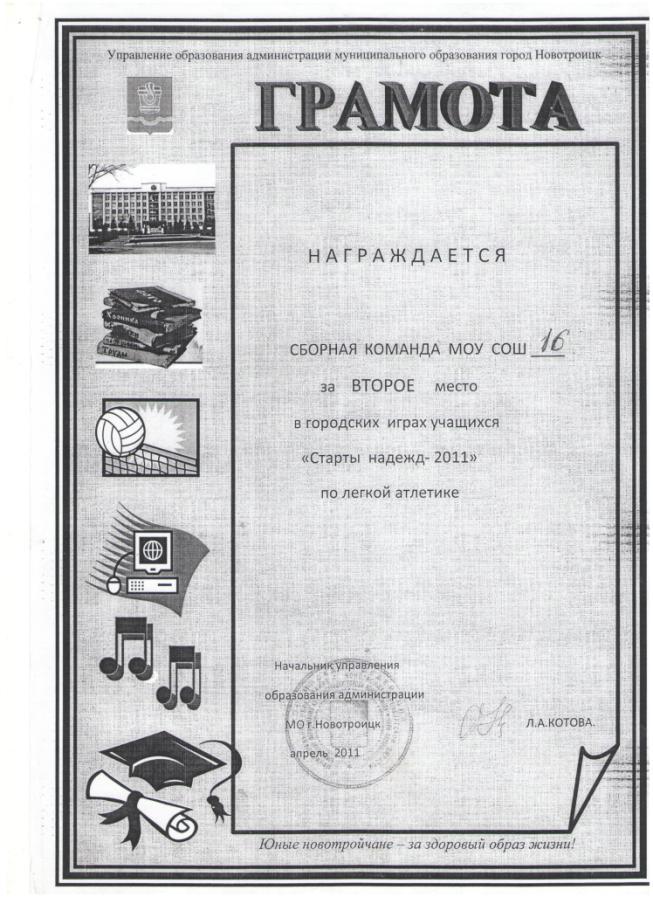 Управление образования администрации муниципального образования город Новотроицк
ГРАМОТА
НАГРАЖДАЕТСЯ
СБОРНАЯ КОМАНДА МОУ СОШ 16
за ВТОРОЕ место
в городских играх учащихся
«Старты надежд- 2011»
по легкой атлетике
Начальник управления
образования администрации
МО г.Новотроицк
Л.А.КОТОВА.
апрель 2011
Юные новотройчане – за здоровый образ жизни!